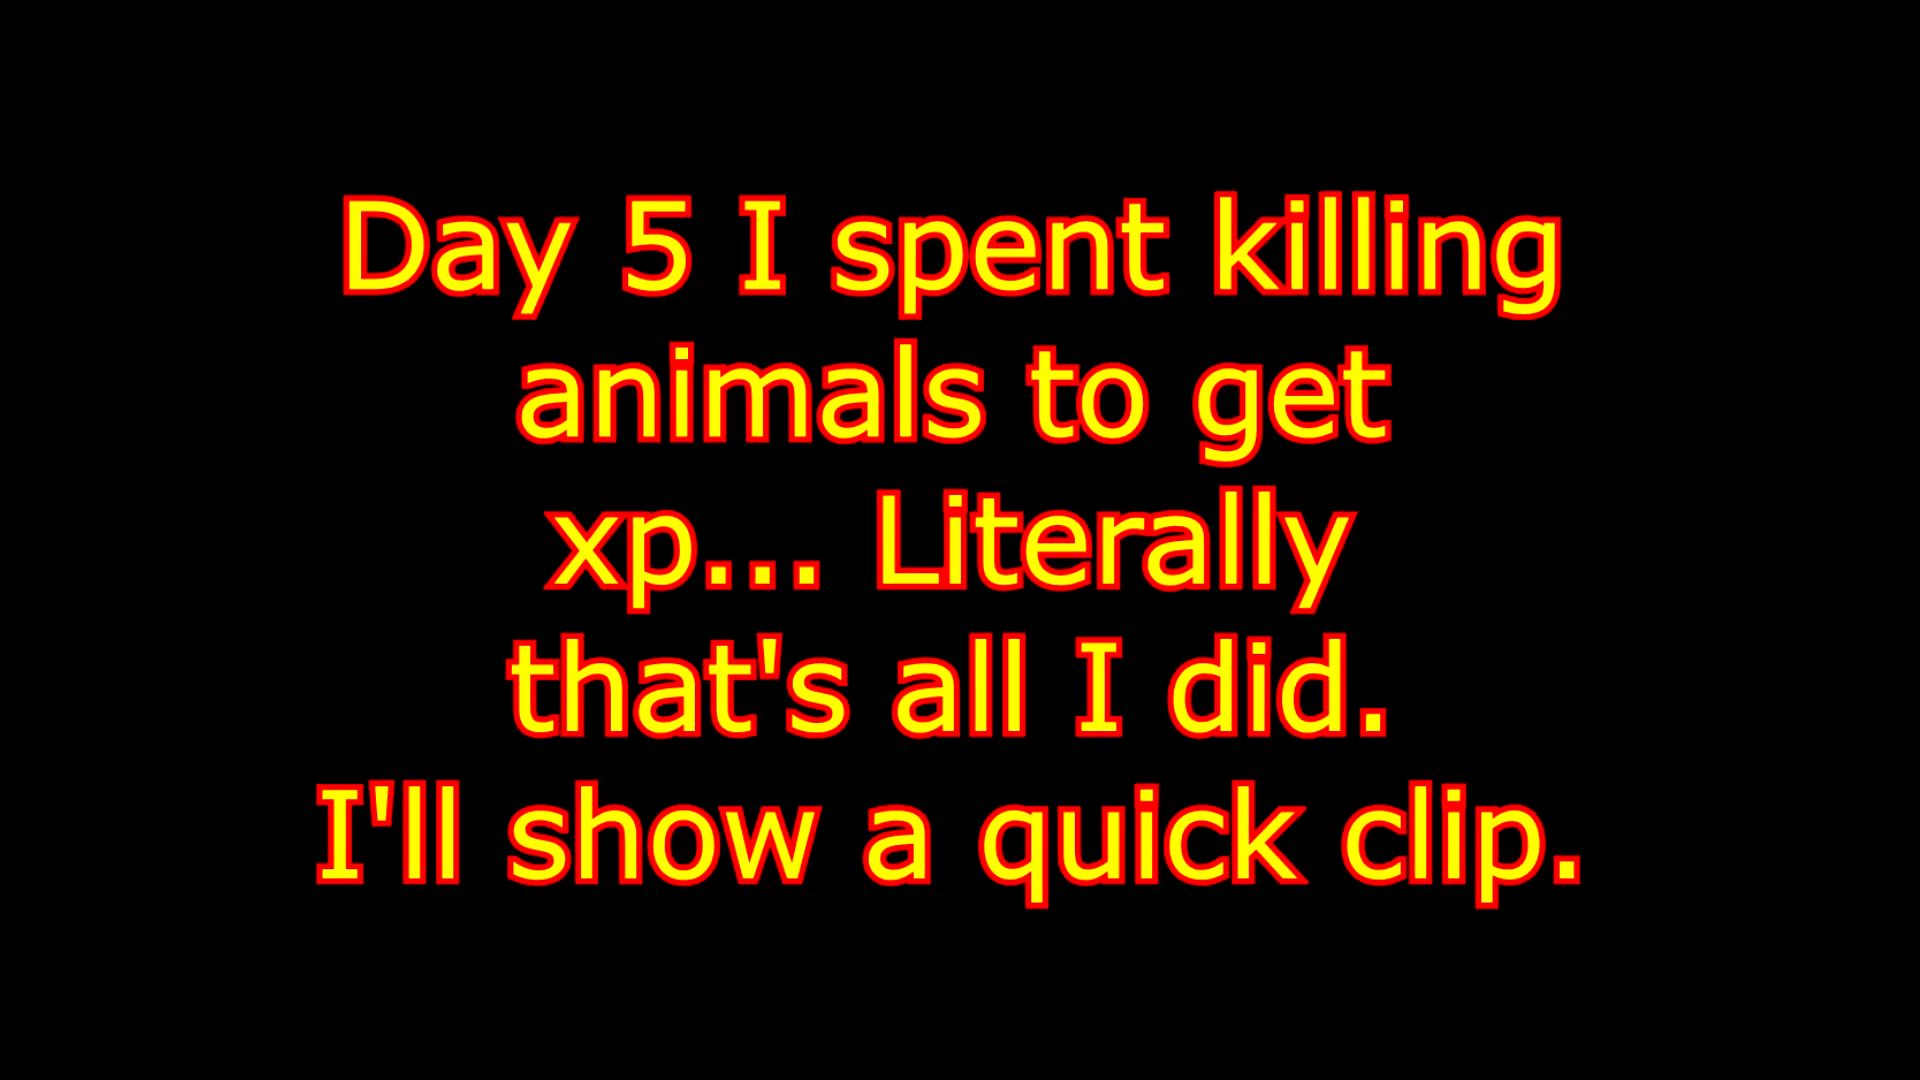 Day 5 I spent killing
animals to get
xp... Literally
that's all I did.
I'll show a quick clip.